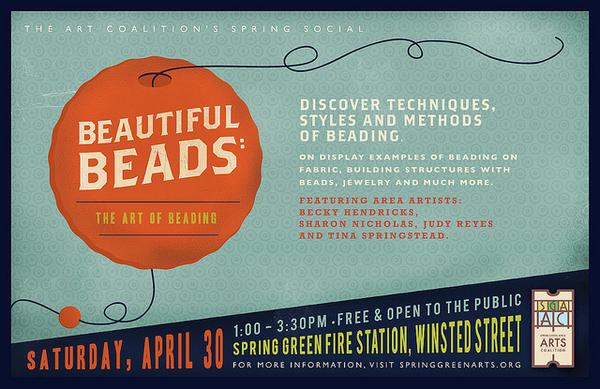 THE ART COALITION'S SPRING SOCIAL
BEAUTIFUL
BEADS:
THE ART OF BEADING
DISCOVER TECHNIQUES,
STYLES AND METHODS
OF BEADING.
ON DISPLAY EXAMPLES OF BEADING ON
FABRIC, BUILDING STRUCTURES WITH
BEADS, JEWELRY AND MUCH MORE.
FEATURING AREA ARTISTS:
BECKY HENDRICKS,
SHARON NICHOLAS, JUDY REYES
AND TINA SPRINGSTEAD.
SATURDAY, APRIL 30
1:00 - 3:30PM • FREE & OPEN TO THE PUBLIC
SPRING GREEN FIRE STATION, WINSTED STREET
FOR MORE INFORMATION, VISIT SPRINGGREENARTS.ORG
SGA
AC
ARTS
COALITION